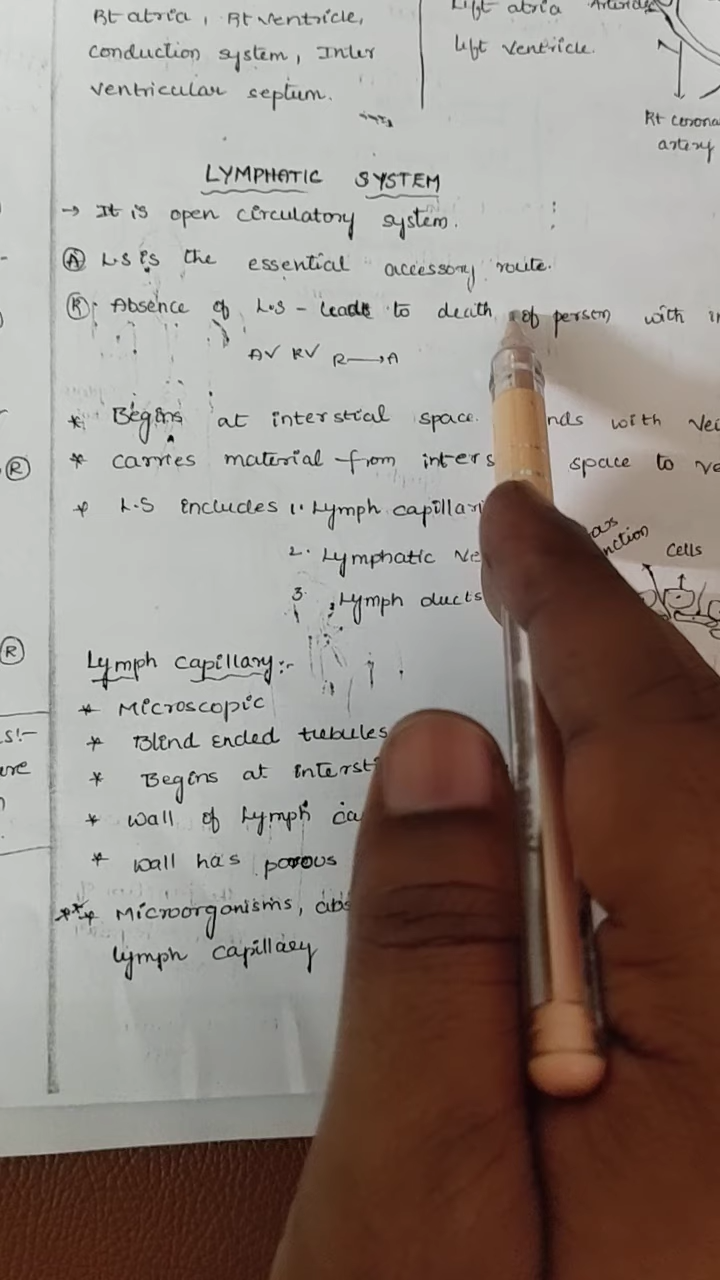 Rt atria, Rt ventricle,
conduction system, Inter
ventricular septum.
Left atria
left ventricle.
Rt corona
artery
LYMPHATIC SYSTEM
→ It is open circulatory system.
(A) L.S is the essential accessory route.
(R): Absence of L.S - leads to death of person with
AV RV R→A
* Begins at interstial space. nds with Vei
* carries material from inters space to ve
* L.S includes 1. Lymph capillari
2. Lymphatic Ve
3. Lymph ducts
nction
Cells
(R)
(R)
Lymph capillary:-
* Microscopic
* Blind ended tubules
* Begins at interst
* wall of Lymph ca
* wall has porous
*** Microorganisms, abs
lymph capillary